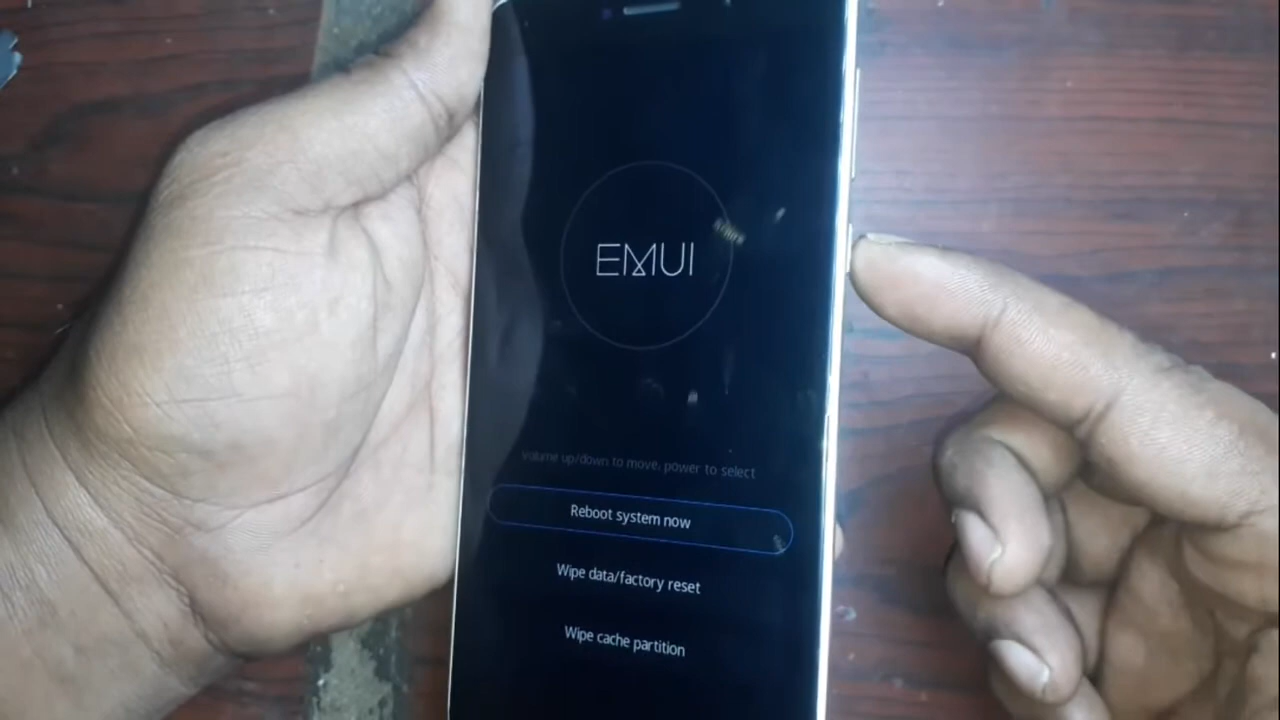 EMUI
Volume up/down to move, power to select
Reboot system now
Wipe data/factory reset
Wipe cache partition